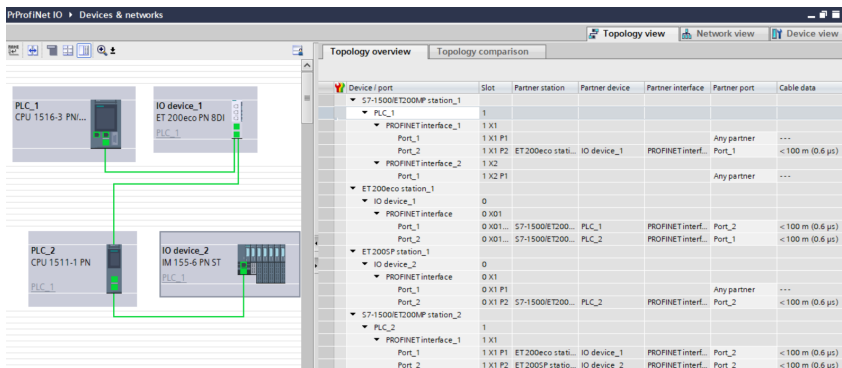 PrProfiNet IO ▸ Devices & networks
Topology view Network view Device view
Topology overview Topology comparison
Device / port Slot Partner station Partner device Partner interface Partner port Cable data
S7-1500/ET200MP station_1
PLC_1 1
PROFINET interface_1 1 X1
Port_1 1 X1 P1 Any partner ---
Port_2 1 X1 P2 ET 200eco stati... IO device_1 PROFINET interf... Port_1 < 100 m (0.6 µs)
PROFINET interface_2 1 X2
Port_1 1 X2 P1 Any partner ---
ET 200eco station_1
IO device_1 0
PROFINET interface 0 X01
Port_1 0 X01... S7-1500/ET200... PLC_1 PROFINET interf... Port_2 < 100 m (0.6 µs)
Port_2 0 X01... S7-1500/ET200... PLC_2 PROFINET interf... Port_1 < 100 m (0.6 µs)
ET 200SP station_1
IO device_2 0
PROFINET interface 0 X1
Port_1 0 X1 P1 Any partner ---
Port_2 0 X1 P2 S7-1500/ET200... PLC_2 PROFINET interf... Port_2 < 100 m (0.6 µs)
S7-1500/ET200MP station_2
PLC_2 1
PROFINET interface_1 1 X1
Port_1 1 X1 P1 ET 200eco stati... IO device_1 PROFINET interf... Port_2 < 100 m (0.6 µs)
Port_2 1 X1 P2 ET 200SP statio... IO device_2 PROFINET interf... Port_2 < 100 m (0.6 µs)
PLC_1
CPU 1516-3 PN/...
IO device_1
ET 200eco PN 8DI
PLC_1
PLC_2
CPU 1511-1 PN
PLC_1
IO device_2
IM 155-6 PN ST
PLC_1